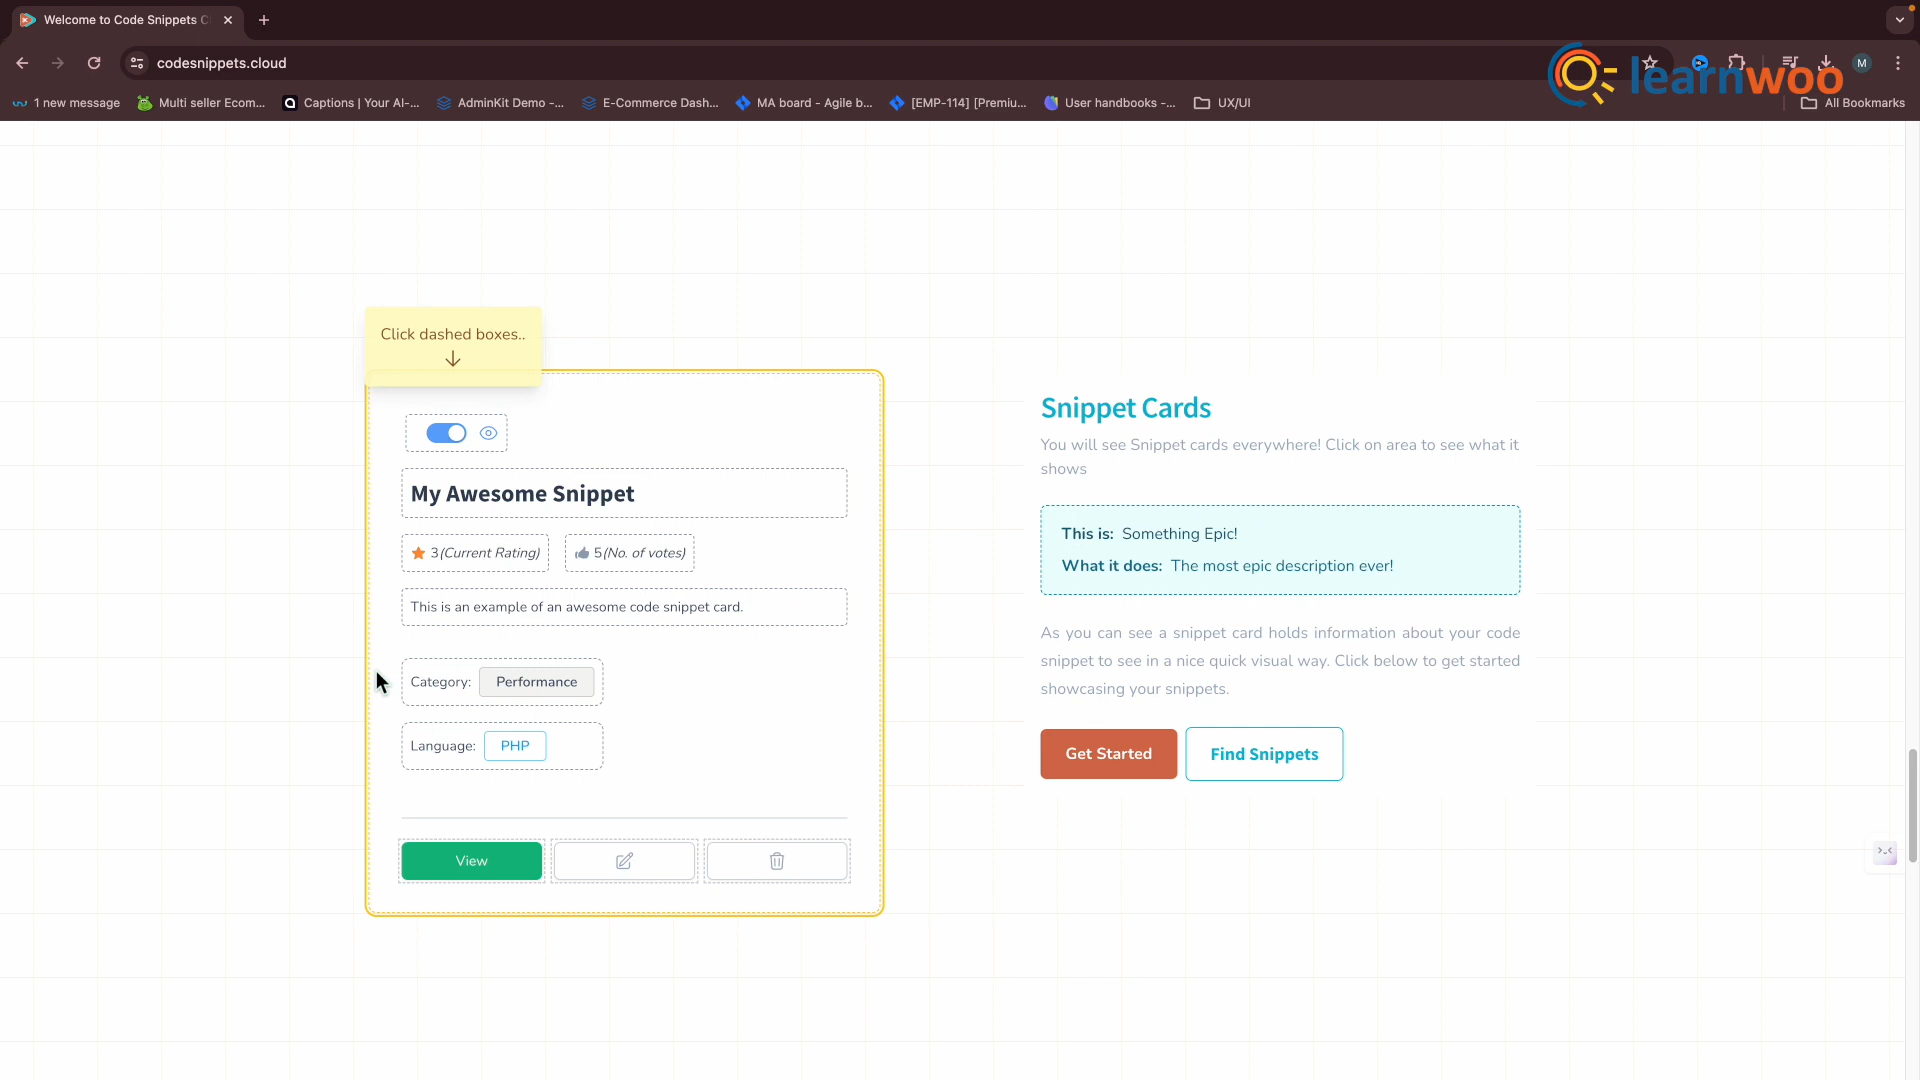 Welcome to Code Snippets C
codesnippets.cloud
M
learnwoo
1 new message
Multi seller Ecom...
Captions | Your AI-...
AdminKit Demo -...
E-Commerce Dash...
MA board - Agile b...
[EMP-114] [Premiu...
User handbooks -...
UX/UI
All Bookmarks
Click dashed boxes..
My Awesome Snippet
3(Current Rating)
5(No. of votes)
This is an example of an awesome code snippet card.
Category: Performance
Language: PHP
View
Snippet Cards
You will see Snippet cards everywhere! Click on area to see what it
shows
This is: Something Epic!
What it does: The most epic description ever!
As you can see a snippet card holds information about your code
snippet to see in a nice quick visual way. Click below to get started
showcasing your snippets.
Get Started
Find Snippets